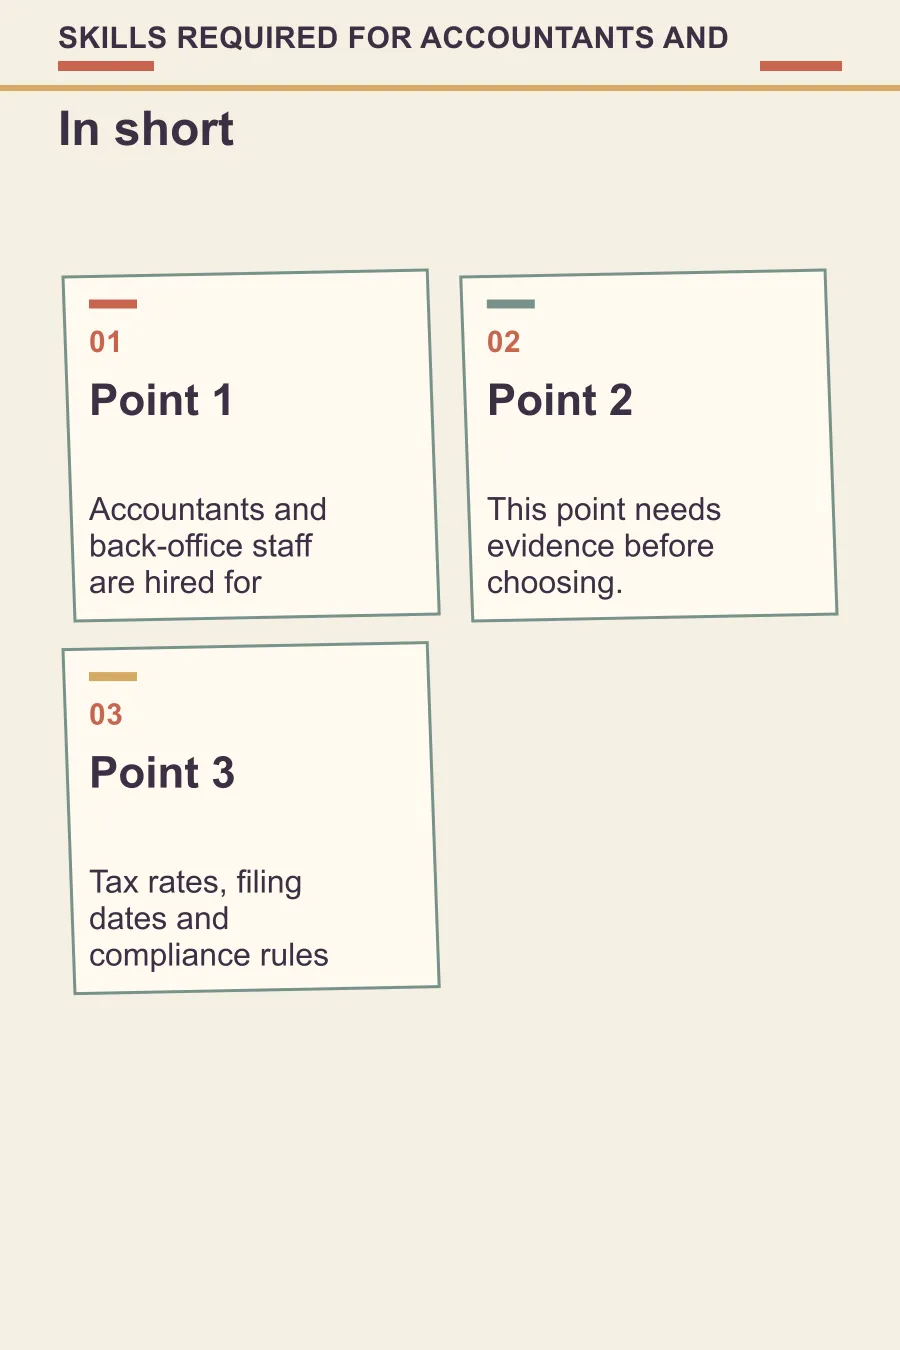 SKILLS REQUIRED FOR ACCOUNTANTS AND
In short
01
Point 1
Accountants and
back-office staff
are hired for
02
Point 2
This point needs
evidence before
choosing.
03
Point 3
Tax rates, filing
dates and
compliance rules